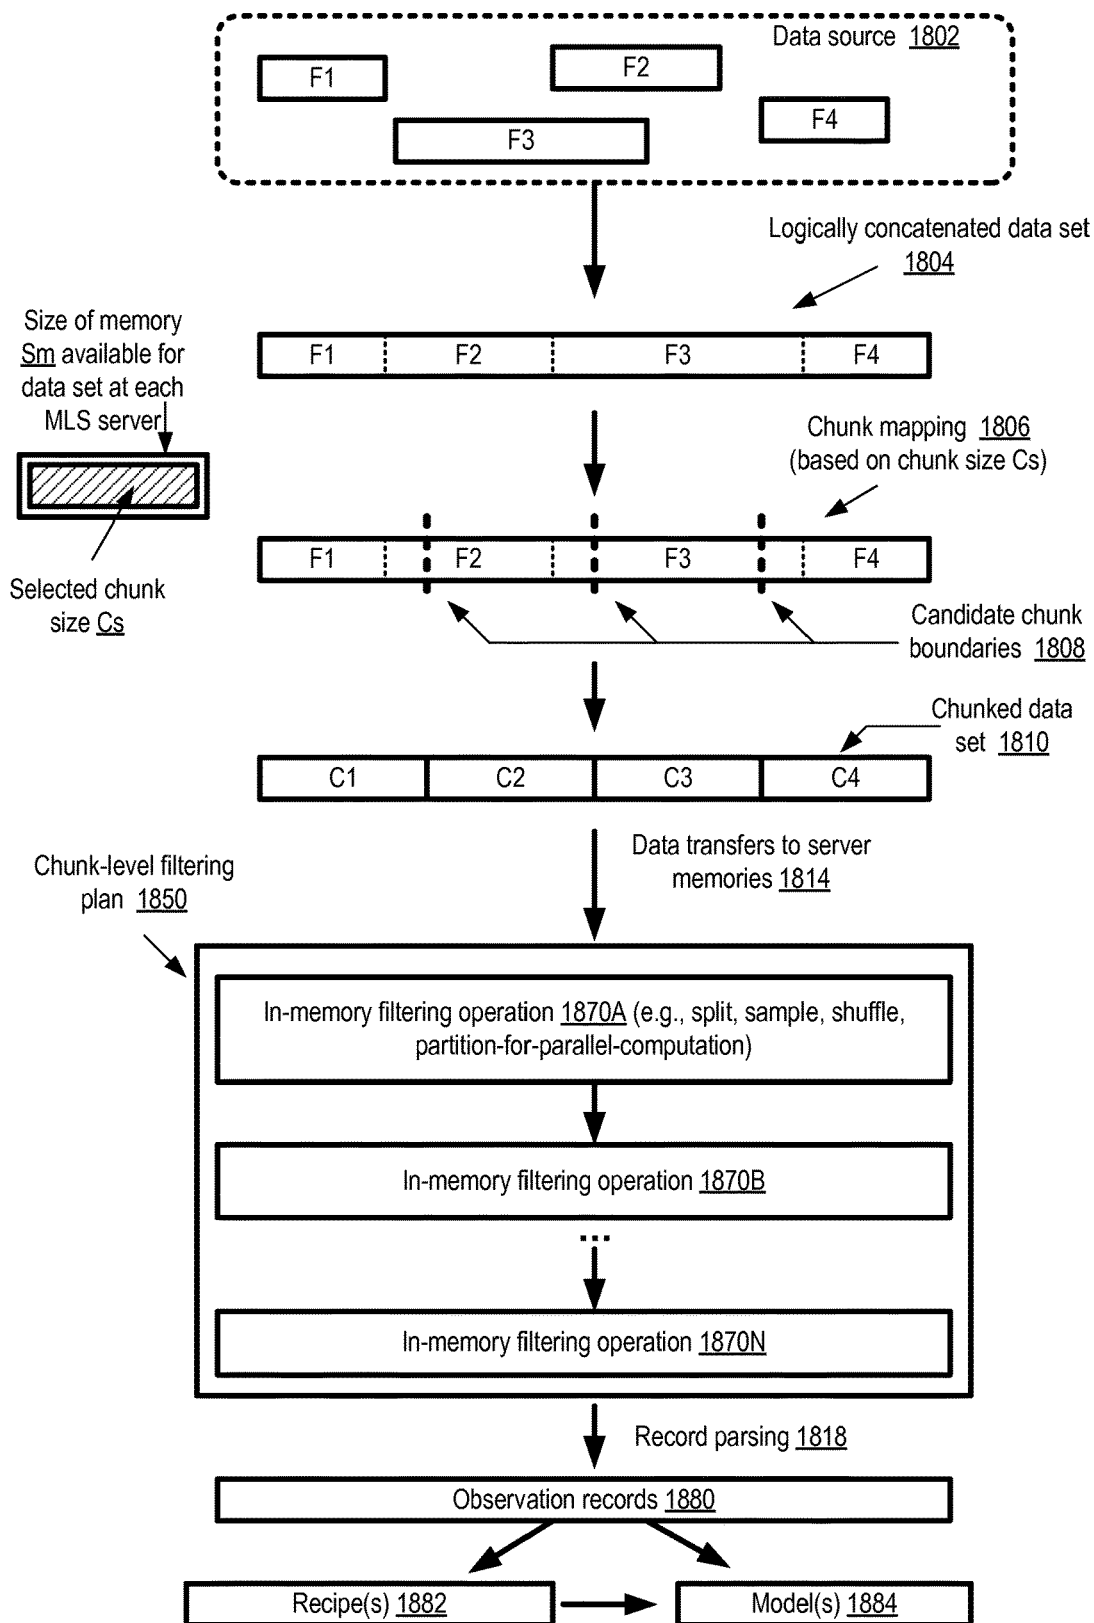 Data source 1802
F1
F2
F3
F4
Logically concatenated data set
1804
F1 F2 F3 F4
Size of memory
Sm available for
data set at each
MLS server
Chunk mapping 1806
(based on chunk size Cs)
F1 F2 F3 F4
Selected chunk
size Cs
Candidate chunk
boundaries 1808
Chunked data
set 1810
C1 C2 C3 C4
Data transfers to server
memories 1814
Chunk-level filtering
plan 1850
In-memory filtering operation 1870A (e.g., split, sample, shuffle,
partition-for-parallel-computation)
In-memory filtering operation 1870B
...
In-memory filtering operation 1870N
Record parsing 1818
Observation records 1880
Recipe(s) 1882
Model(s) 1884